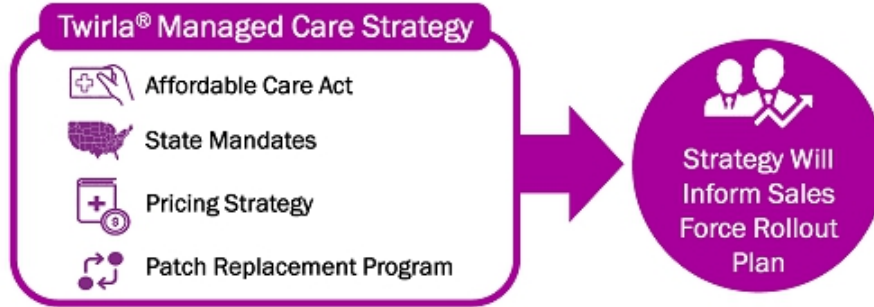 Twirla® Managed Care Strategy
Affordable Care Act
State Mandates
Pricing Strategy
Patch Replacement Program
Strategy Will
Inform Sales
Force Rollout
Plan